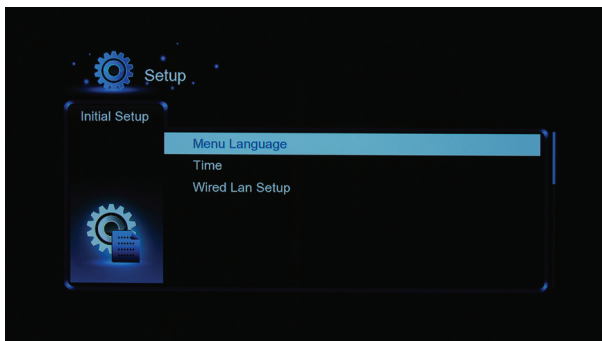 Setup
Initial Setup
Menu Language
Time
Wired Lan Setup